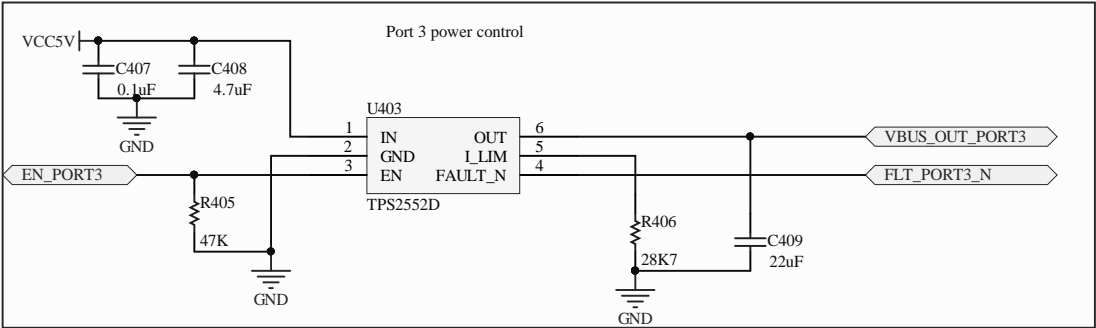 Port 3 power control
VCC5V
C407
0.1uF
C408
4.7uF
GND
U403
1 IN OUT 6
2 GND I_LIM 5
3 EN FAULT_N 4
TPS2552D
VBUS_OUT_PORT3
EN_PORT3
FLT_PORT3_N
R405
47K
GND
R406
28K7
GND
C409
22uF